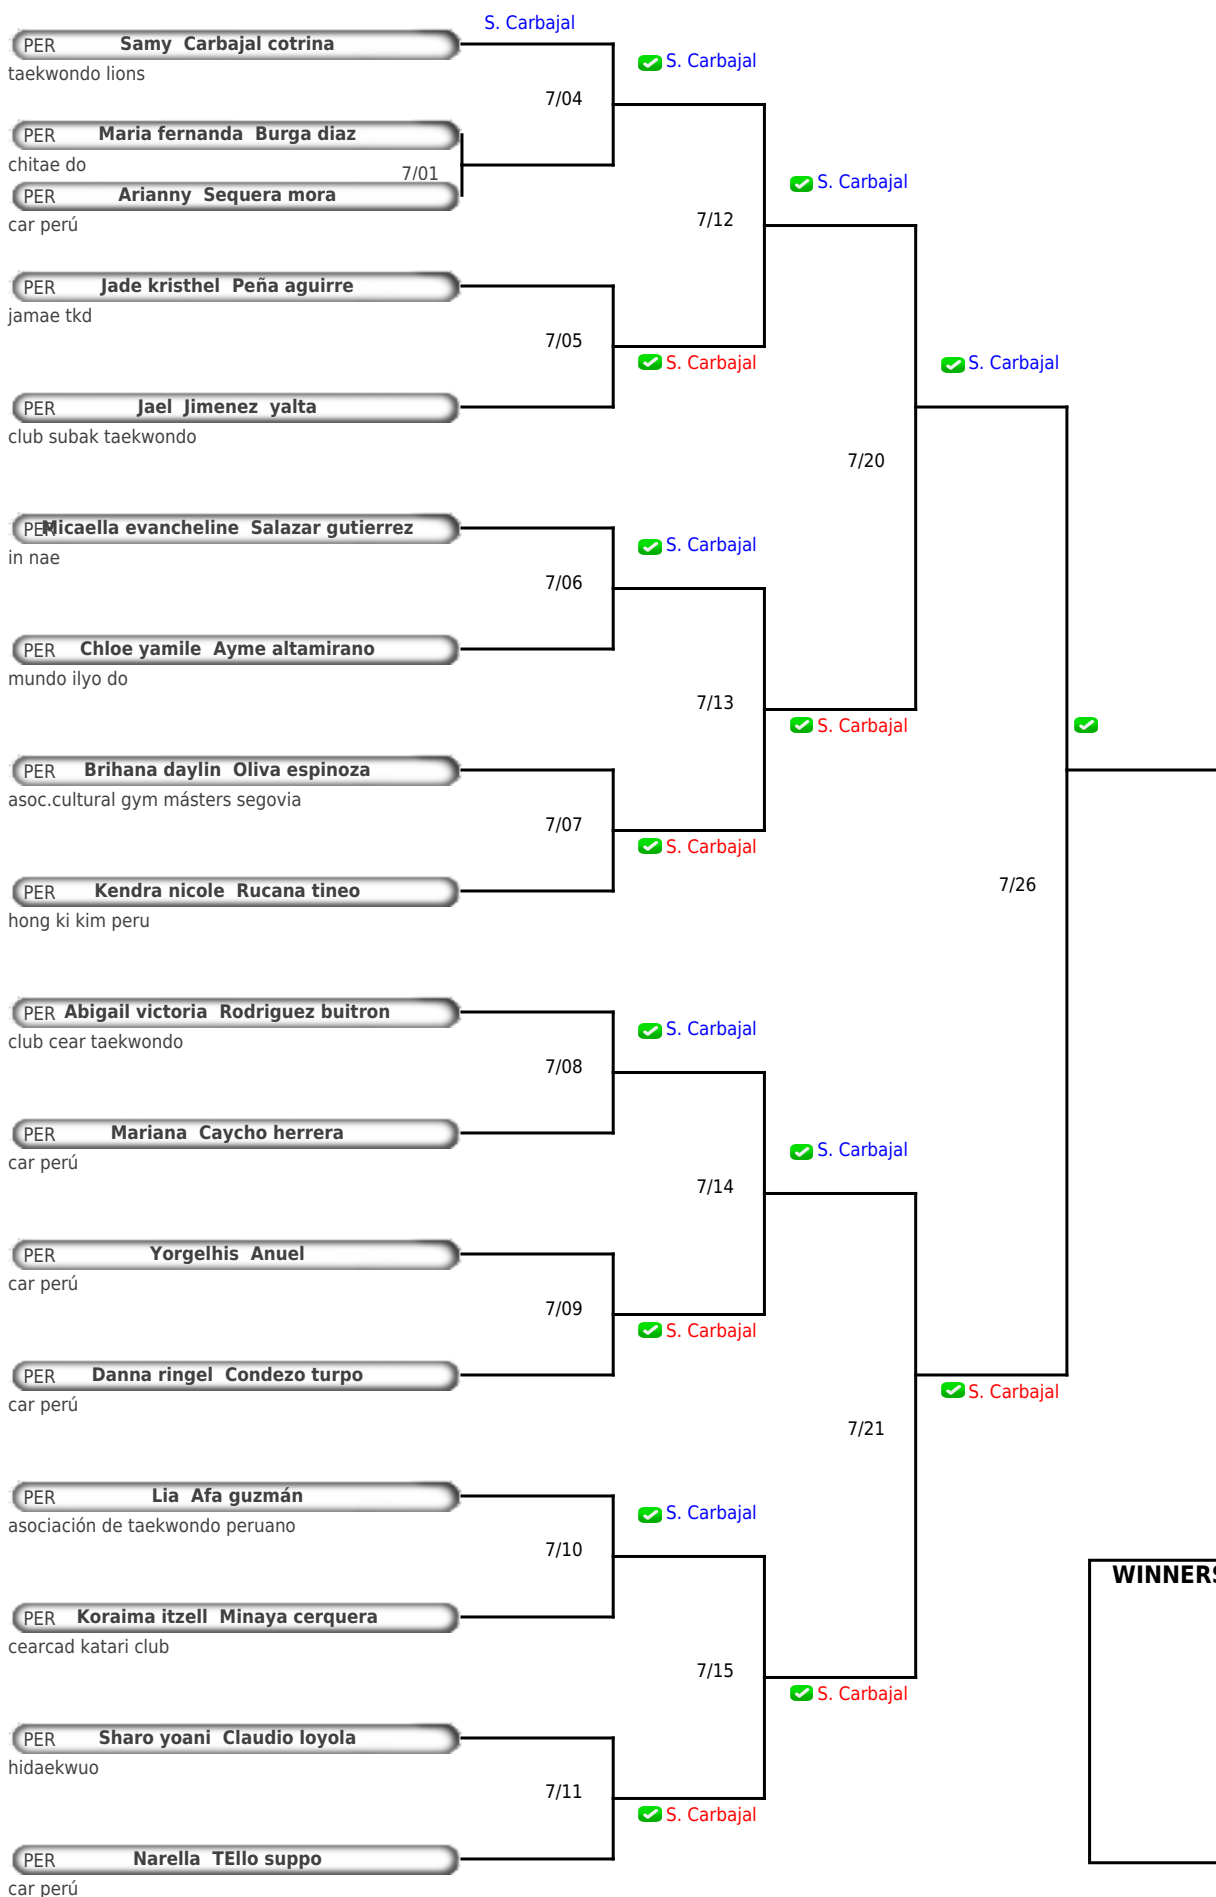 S. Carbajal
PER Samy Carbajal cotrina
taekwondo lions
S. Carbajal
7/04
PER Maria fernanda Burga diaz
chitae do
7/01
PER Arianny Sequera mora
car perú
S. Carbajal
7/12
PER Jade kristhel Peña aguirre
jamae tkd
7/05
S. Carbajal
S. Carbajal
PER Jael Jimenez yalta
club subak taekwondo
7/20
PER Micaella evancheline Salazar gutierrez
in nae
S. Carbajal
7/06
PER Chloe yamile Ayme altamirano
mundo ilyo do
7/13
S. Carbajal
PER Brihana daylin Oliva espinoza
asoc.cultural gym másters segovia
7/07
S. Carbajal
PER Kendra nicole Rucana tineo
hong ki kim peru
7/26
PER Abigail victoria Rodriguez buitron
club cear taekwondo
S. Carbajal
7/08
PER Mariana Caycho herrera
car perú
S. Carbajal
7/14
PER Yorgelhis Anuel
car perú
7/09
S. Carbajal
PER Danna ringel Condezo turpo
car perú
S. Carbajal
7/21
PER Lia Afa guzmán
asociación de taekwondo peruano
S. Carbajal
7/10
WINNERS
PER Koraima itzell Minaya cerquera
cearcad katari club
7/15
S. Carbajal
PER Sharo yoani Claudio loyola
hidaekwuo
7/11
S. Carbajal
PER Narella TEllo suppo
car perú